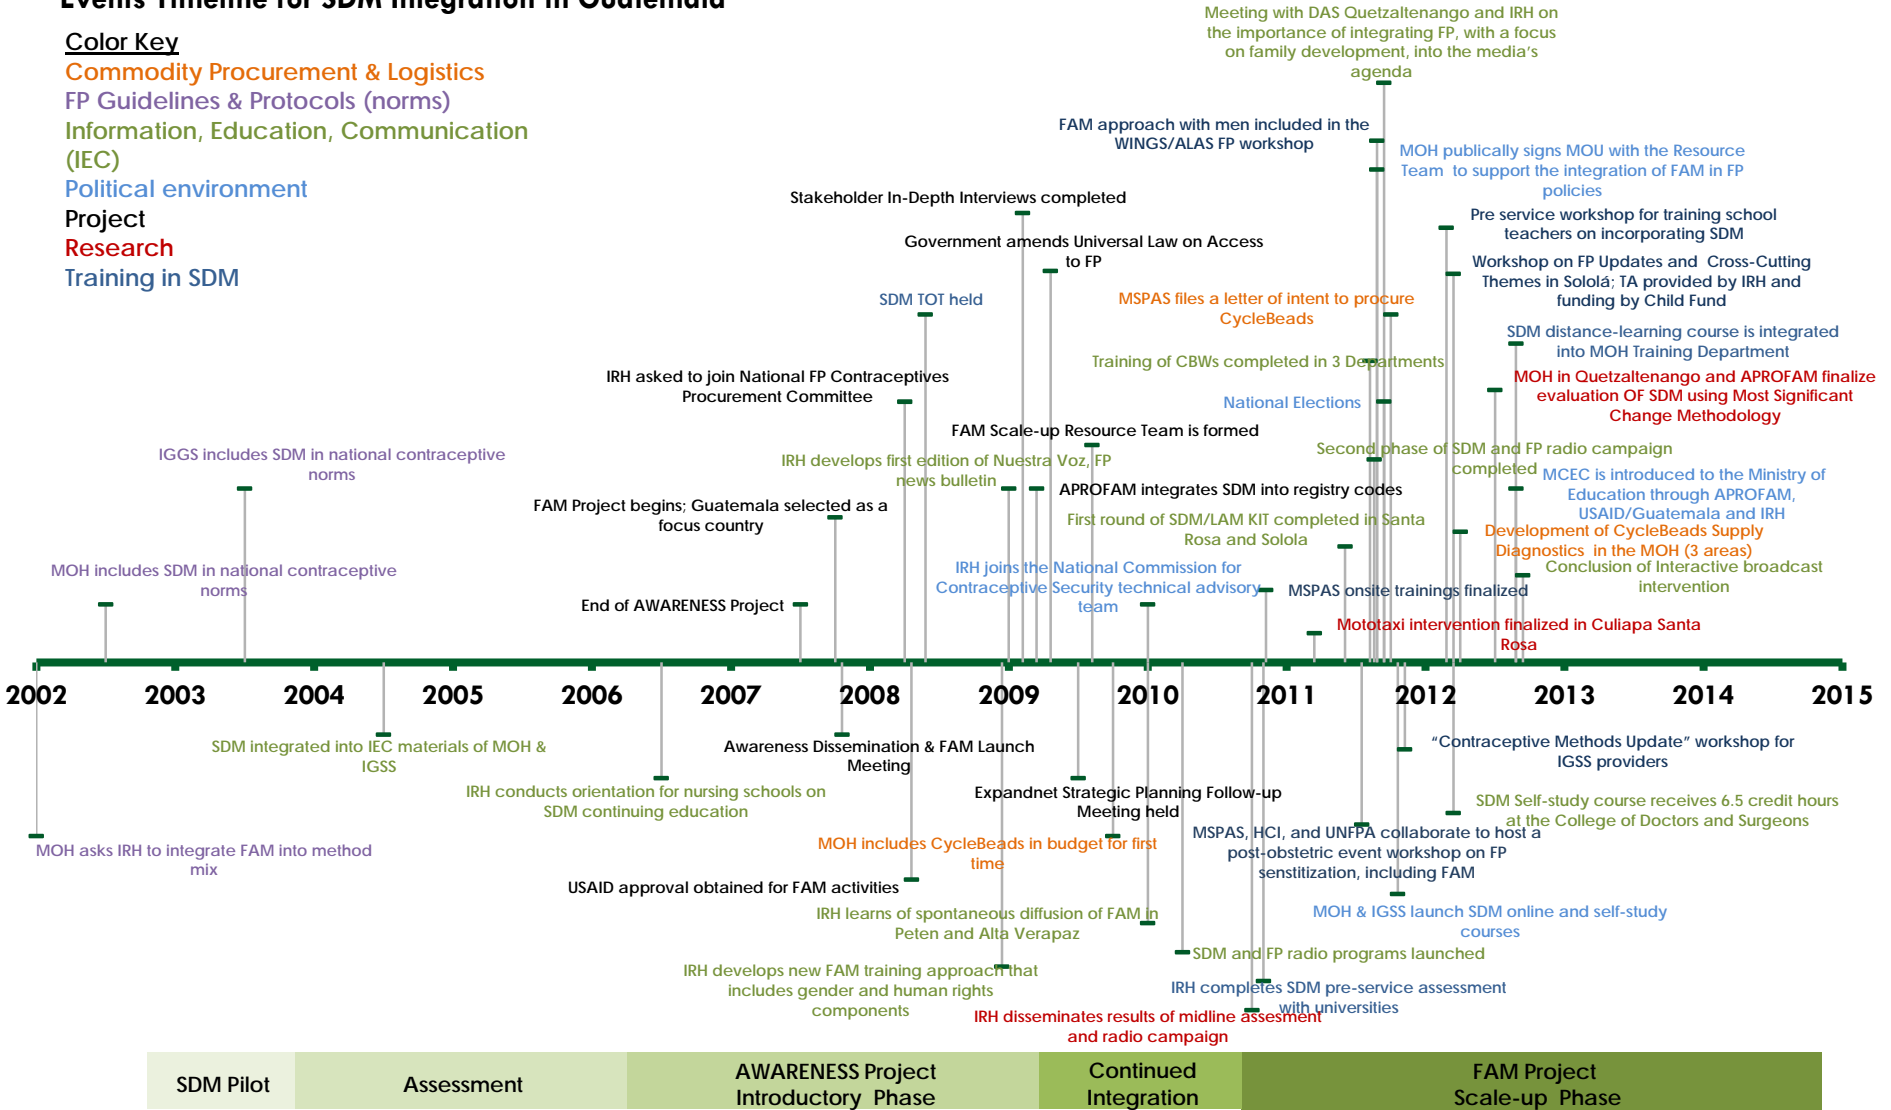 Events Timeline for SDM Integration in Guatemala
Color Key
Commodity Procurement & Logistics
FP Guidelines & Protocols (norms)
Information, Education, Communication
(IEC)
Political environment
Project
Research
Training in SDM
Meeting with DAS Quetzaltenango and IRH on
the importance of integrating FP, with a focus
on family development, into the media's
agenda
FAM approach with men included in the
WINGS/ALAS FP workshop
MOH publically signs MOU with the Resource
Team to support the integration of FAM in FP
policies
Stakeholder In-Depth Interviews completed
Pre service workshop for training school
teachers on incorporating SDM
Government amends Universal Law on Access
to FP
Workshop on FP Updates and Cross-Cutting
Themes in Sololá; TA provided by IRH and
funding by Child Fund
SDM TOT held
MSPAS files a letter of intent to procure
CycleBeads
SDM distance-learning course is integrated
into MOH Training Department
Training of CBWs completed in 3 Departments
IRH asked to join National FP Contraceptives
Procurement Committee
MOH in Quetzaltenango and APROFAM finalize
evaluation OF SDM using Most Significant
Change Methodology
National Elections
FAM Scale-up Resource Team is formed
Second phase of SDM and FP radio campaign
completed
IGGS includes SDM in national contraceptive
norms
IRH develops first edition of Nuestra Voz, FP
news bulletin
MCEC is introduced to the Ministry of
Education through APROFAM,
USAID/Guatemala and IRH
APROFAM integrates SDM into registry codes
FAM Project begins; Guatemala selected as a
focus country
First round of SDM/LAM KIT completed in Santa
Rosa and Solola
Development of CycleBeads Supply
Diagnostics in the MOH (3 areas)
MOH includes SDM in national contraceptive
norms
IRH joins the National Commission for
Contraceptive Security technical advisory
team
Conclusion of Interactive broadcast
intervention
End of AWARENESS Project
MSPAS onsite trainings finalized
Mototaxi intervention finalized in Culiapa Santa
Rosa
2002 2003 2004 2005 2006 2007 2008 2009 2010 2011 2012 2013 2014 2015
SDM integrated into IEC materials of MOH &
IGSS
Awareness Dissemination & FAM Launch
Meeting
"Contraceptive Methods Update" workshop for
IGSS providers
IRH conducts orientation for nursing schools on
SDM continuing education
Expandnet Strategic Planning Follow-up
Meeting held
SDM Self-study course receives 6.5 credit hours
at the College of Doctors and Surgeons
MOH asks IRH to integrate FAM into method
mix
MOH includes CycleBeads in budget for first
time
MSPAS, HCI, and UNFPA collaborate to host a
post-obstetric event workshop on FP
senstitization, including FAM
USAID approval obtained for FAM activities
IRH learns of spontaneous diffusion of FAM in
Peten and Alta Verapaz
MOH & IGSS launch SDM online and self-study
courses
SDM and FP radio programs launched
IRH develops new FAM training approach that
includes gender and human rights
components
IRH completes SDM pre-service assessment
with universities
IRH disseminates results of midline assesment
and radio campaign
SDM Pilot
Assessment
AWARENESS Project
Introductory Phase
Continued
Integration
FAM Project
Scale-up Phase